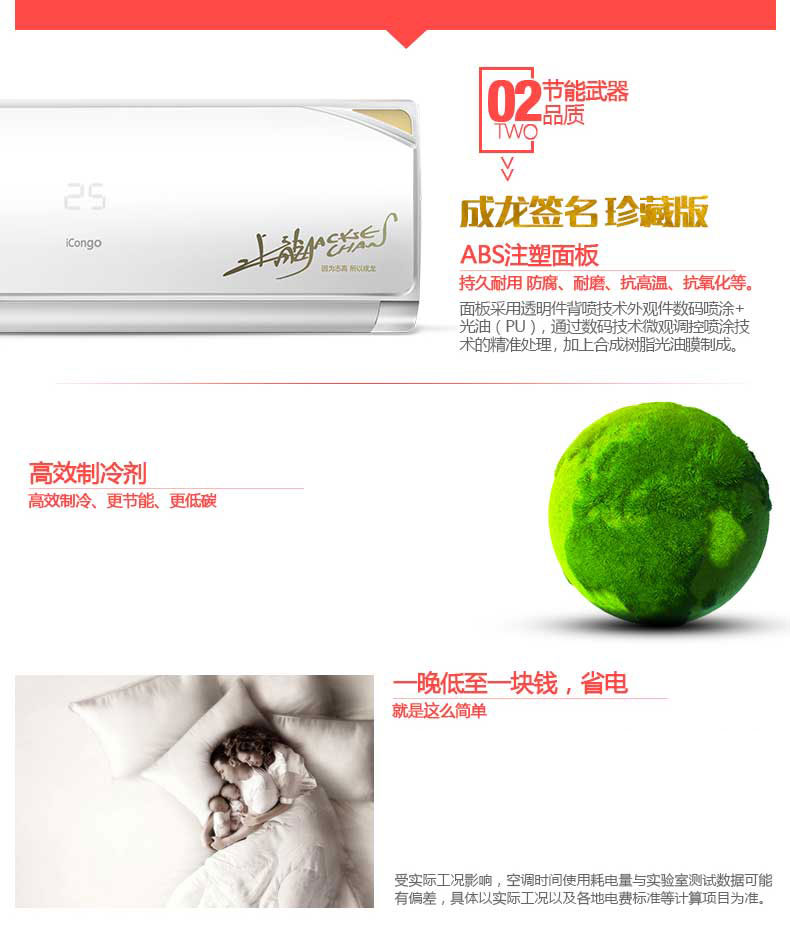 02 节能武器
品质
TWO
25
iCongo
成龙 JACKIE
CHAN
因为志高 所以成龙
成龙签名 珍藏版
ABS注塑面板
持久耐用 防腐、耐磨、抗高温、抗氧化等。
面板采用透明件背喷技术外观件数码喷涂+
光油（PU），通过数码技术微观调控喷涂技
术的精准处理，加上合成树脂光油膜制成。
高效制冷剂
高效制冷、更节能、更低碳
一晚低至一块钱，省电
就是这么简单
受实际工况影响，空调时间使用耗电量与实验室测试数据可能
有偏差，具体以实际工况以及各地电费标准等计算项目为准。